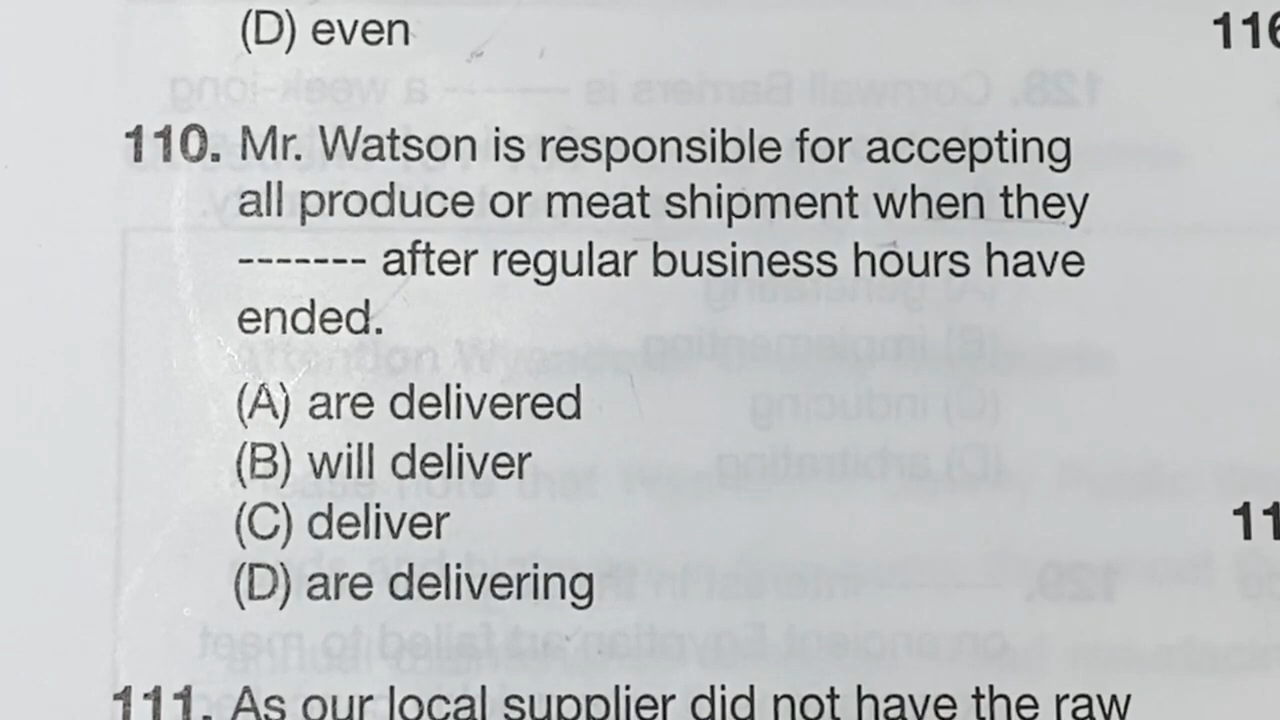 (D) even
116
110. Mr. Watson is responsible for accepting
all produce or meat shipment when they
------- after regular business hours have
ended.
(A) are delivered
(B) will deliver
(C) deliver
(D) are delivering
11
111. As our local supplier did not have the raw